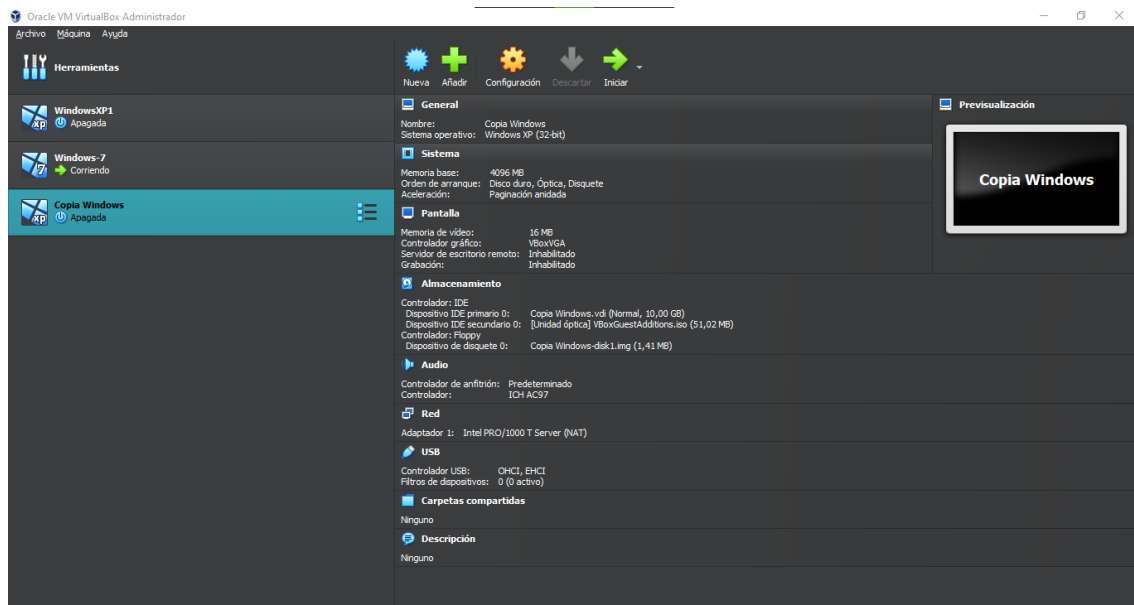 Oracle VM VirtualBox Administrador
Archivo Máquina Ayuda
Herramientas
WindowsXP1
Apagada
Windows-7
Corriendo
Copia Windows
Apagada
Nueva Añadir Configuración Descartar Iniciar
General
Nombre: Copia Windows
Sistema operativo: Windows XP (32-bit)
Sistema
Memoria base: 4096 MB
Orden de arranque: Disco duro, Óptica, Disquete
Aceleración: Paginación anidada
Pantalla
Memoria de vídeo: 16 MB
Controlador gráfico: VBoxVGA
Servidor de escritorio remoto: Inhabilitado
Grabación: Inhabilitado
Almacenamiento
Controlador: IDE
Dispositivo IDE primario 0: Copia Windows.vdi (Normal, 10,00 GB)
Dispositivo IDE secundario 0: [Unidad óptica] VBoxGuestAdditions.iso (51,02 MB)
Controlador: Floppy
Dispositivo de disquete 0: Copia Windows-disk1.img (1,41 MB)
Audio
Controlador de anfitrión: Predeterminado
Controlador: ICH AC97
Red
Adaptador 1: Intel PRO/1000 T Server (NAT)
USB
Controlador USB: OHCI, EHCI
Filtros de dispositivos: 0 (0 activo)
Carpetas compartidas
Ninguno
Descripción
Ninguno
Previsualización
Copia Windows
xp
7
xp